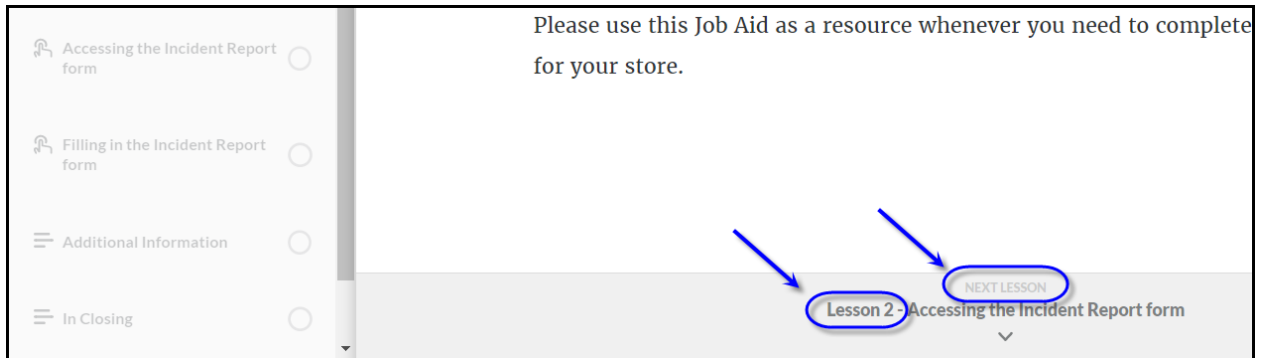 Accessing the Incident Report
form
Filling in the Incident Report
form
Additional Information
In Closing
Please use this Job Aid as a resource whenever you need to complete
for your store.
NEXT LESSON
Lesson 2 - Accessing the Incident Report form